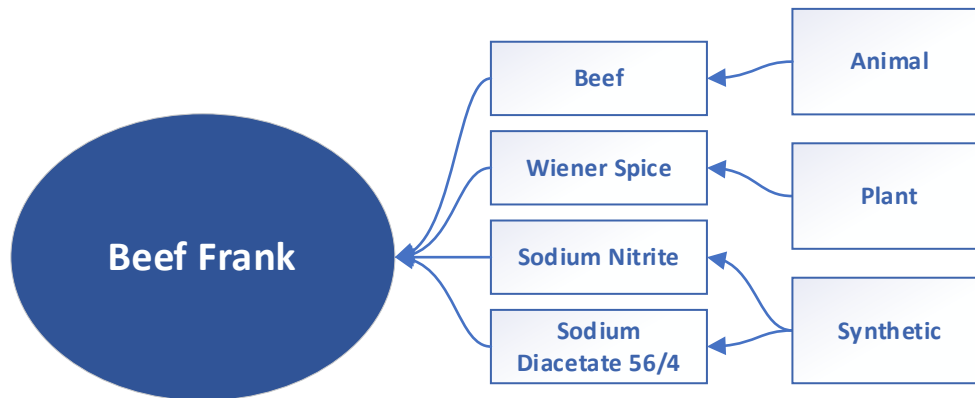 Beef Frank
Beef
Wiener Spice
Sodium Nitrite
Sodium
Diacetate 56/4
Animal
Plant
Synthetic